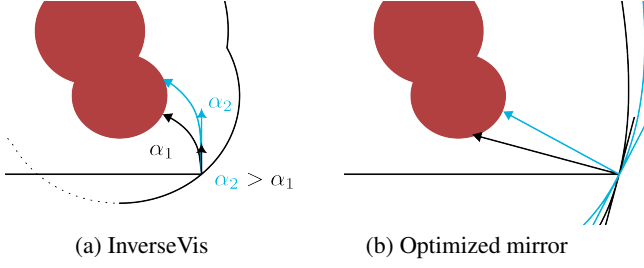 α₂
α₁
α₂ > α₁
(a) InverseVis
(b) Optimized mirror